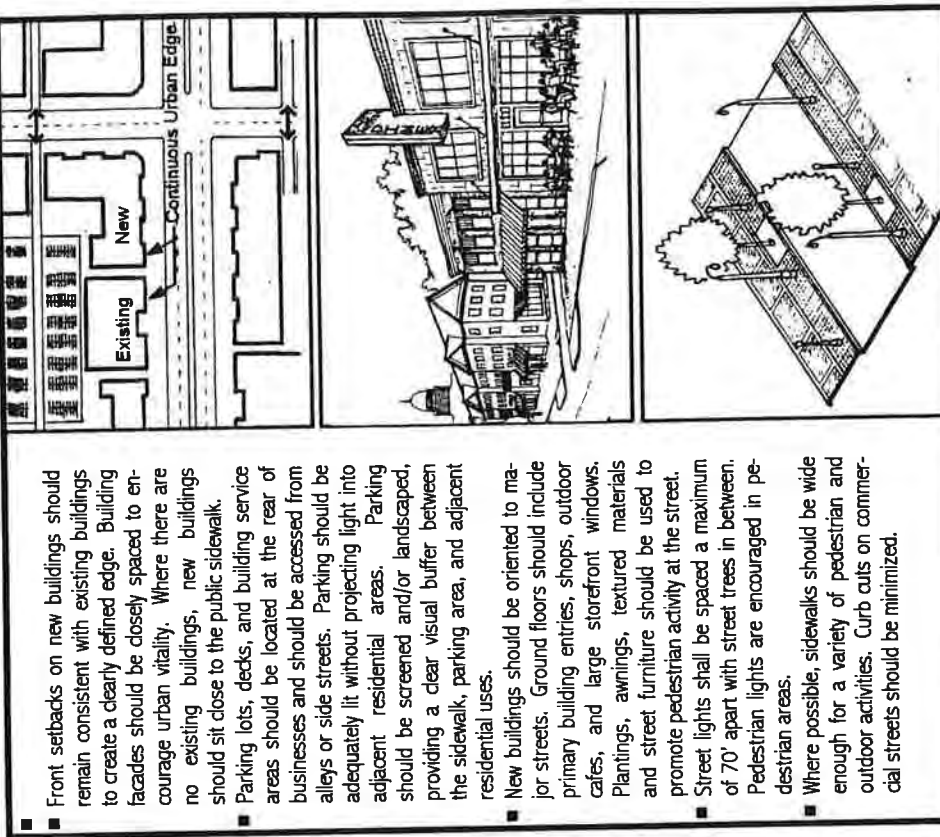 ■
■ Front setbacks on new buildings should
remain consistent with existing buildings
to create a clearly defined edge. Building
facades should be closely spaced to en-
courage urban vitality. Where there are
no existing buildings, new buildings
should sit close to the public sidewalk.
■ Parking lots, decks, and building service
areas should be located at the rear of
businesses and should be accessed from
alleys or side streets. Parking should be
adequately lit without projecting light into
adjacent residential areas. Parking
should be screened and/or landscaped,
providing a clear visual buffer between
the sidewalk, parking area, and adjacent
residential uses.
■ New buildings should be oriented to ma-
jor streets. Ground floors should include
primary building entries, shops, outdoor
cafes, and large storefront windows.
Plantings, awnings, textured materials
and street furniture should be used to
promote pedestrian activity at the street.
■ Street lights shall be spaced a maximum
of 70' apart with street trees in between.
Pedestrian lights are encouraged in pe-
destrian areas.
■ Where possible, sidewalks should be wide
enough for a variety of pedestrian and
outdoor activities. Curb cuts on commer-
cial streets should be minimized.
Existing
New
Continuous Urban Edge